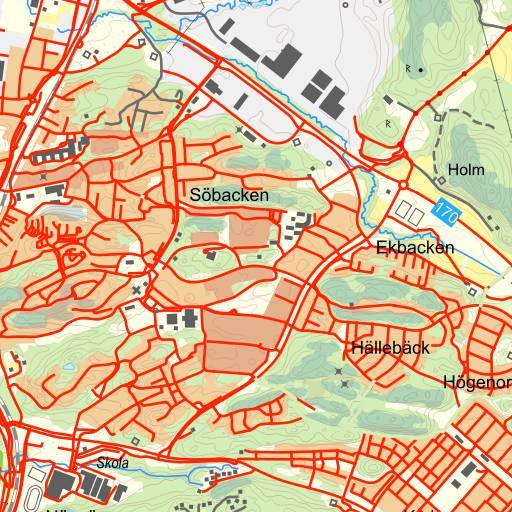 R
R
Holm
Söbacken
170
Ekbacken
Hällebäck
Högenor
Skola